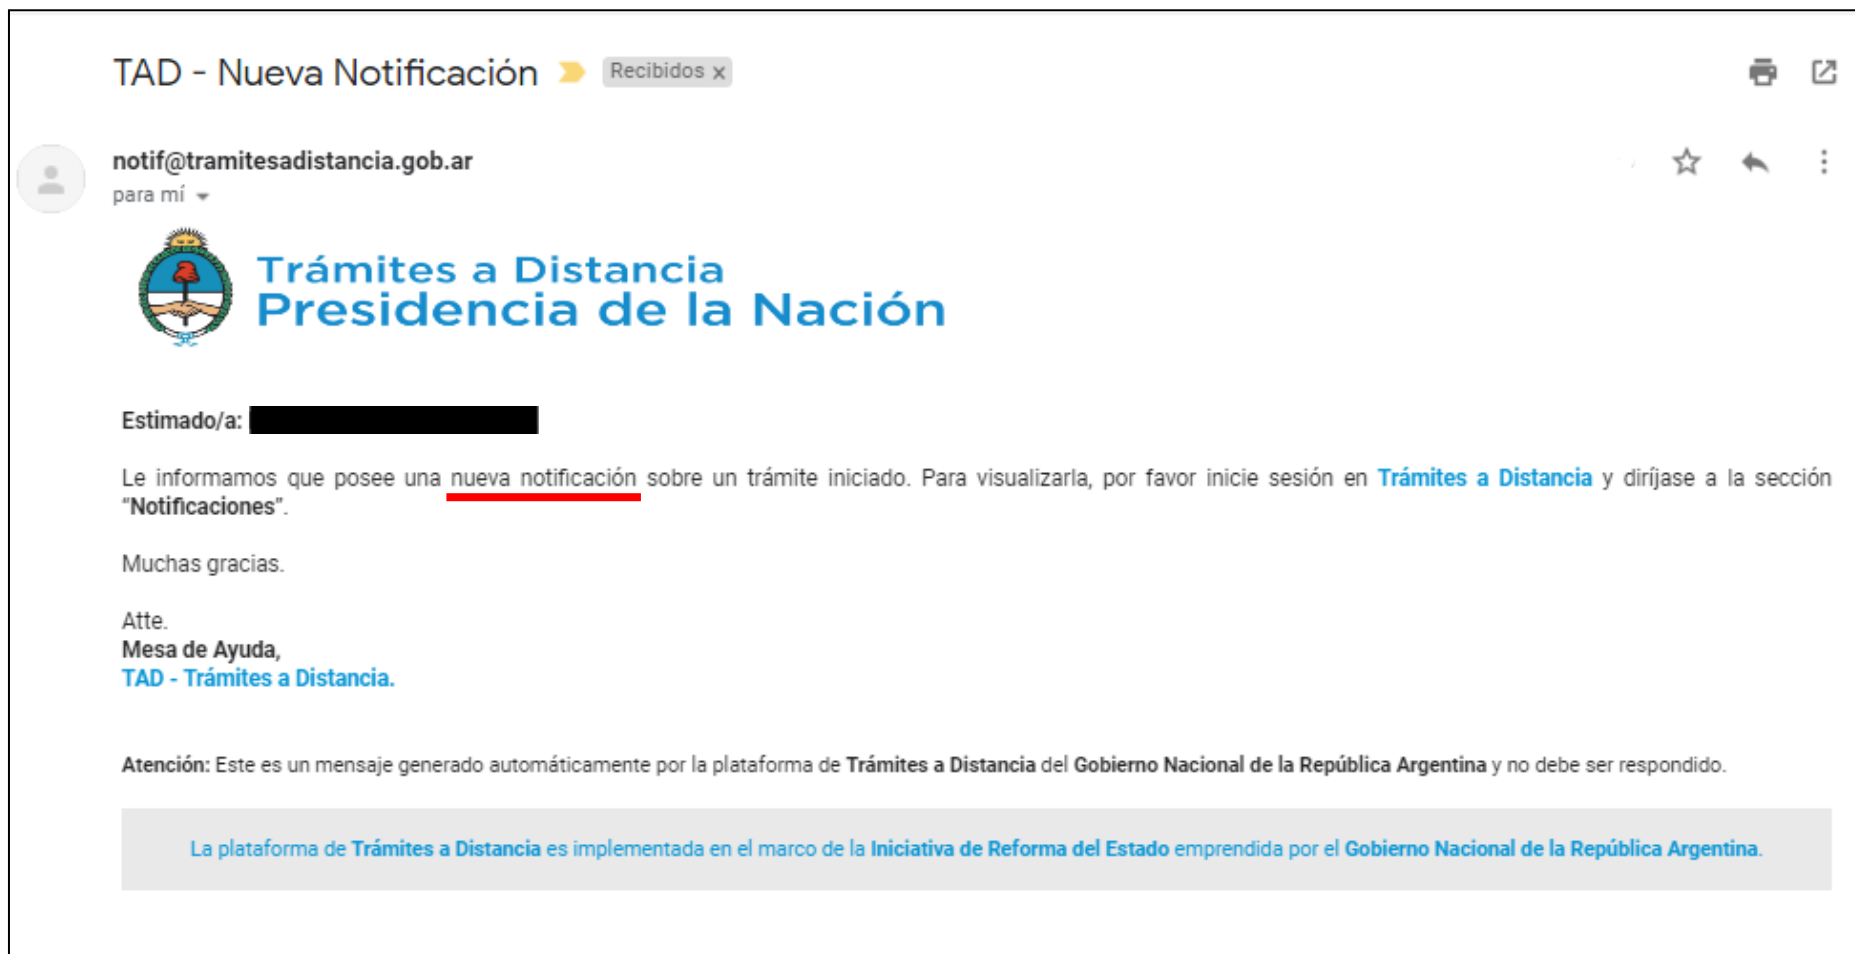 TAD - Nueva Notificación
Recibidos x
notif@tramitesadistancia.gob.ar
para mí
Trámites a Distancia
Presidencia de la Nación
Estimado/a:
Le informamos que posee una nueva notificación sobre un trámite iniciado. Para visualizarla, por favor inicie sesión en Trámites a Distancia y diríjase a la sección
"Notificaciones".
Muchas gracias.
Atte.
Mesa de Ayuda,
TAD - Trámites a Distancia.
Atención: Este es un mensaje generado automáticamente por la plataforma de Trámites a Distancia del Gobierno Nacional de la República Argentina y no debe ser respondido.
La plataforma de Trámites a Distancia es implementada en el marco de la Iniciativa de Reforma del Estado emprendida por el Gobierno Nacional de la República Argentina.